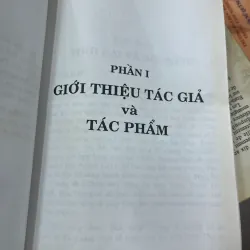 PHẦN I
GIỚI THIỆU TÁC GIẢ
và
TÁC PHẨM